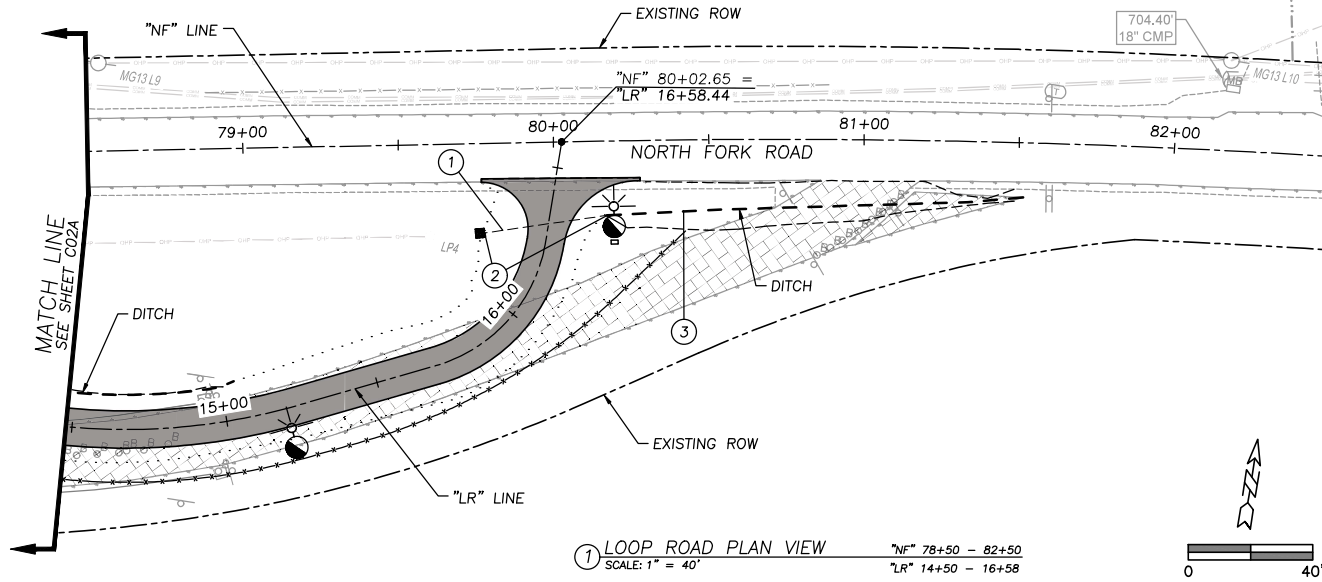 "NF" LINE
EXISTING ROW
704.40'
18" CMP
MG13 L9
MG13 L10
MB
T
"NF" 80+02.65 =
"LR" 16+58.44
79+00
80+00
81+00
82+00
NORTH FORK ROAD
1
LP4
2
DITCH
3
16+00
MATCH LINE
SEE SHEET C02A
DITCH
15+00
EXISTING ROW
"LR" LINE
1
LOOP ROAD PLAN VIEW
SCALE: 1" = 40'
"NF" 78+50 - 82+50
"LR" 14+50 - 16+58
N
0
40'